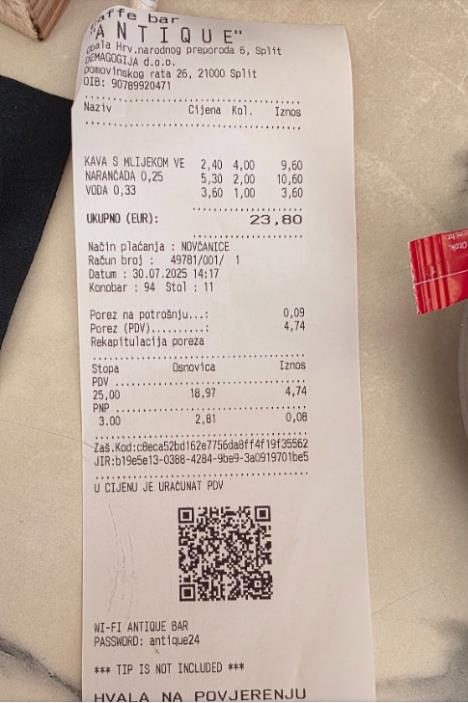 affe bar
"ANTIQUE"
Obala Hrv.narodnog preporoda 6, Split
DEMAGOGIJA d.o.o.
Domovinskog rata 26, 21000 Split
OIB: 90789920471
Naziv Cijena Kol. Iznos
KAVA S MLIJEKOM VE 2,40 4,00 9,60
NARANČADA 0,25 5,30 2,00 10,60
VODA 0,33 3,60 1,00 3,60
UKUPNO (EUR): 23,80
Način plaćanja : NOVČANICE
Račun broj : 49781/001/ 1
Datum : 30.07.2025 14:17
Konobar : 94 Stol : 11
Porez na potrošnju...: 0,09
Porez (PDV).........: 4,74
Rekapitulacija poreza
Stopa Osnovica Iznos
PDV
25,00 18,97 4,74
PNP
3.00 2,81 0,08
Zaš.Kod:c8eca52bd162e7756da8ff4f19f35562
JIR:b19e5e13-0388-4284-9be9-3a0919701be5
U CIJENU JE URAČUNAT PDV
WI-FI ANTIQUE BAR
PASSWORD: antique24
*** TIP IS NOT INCLUDED ***
HVALA NA POVJERENJU